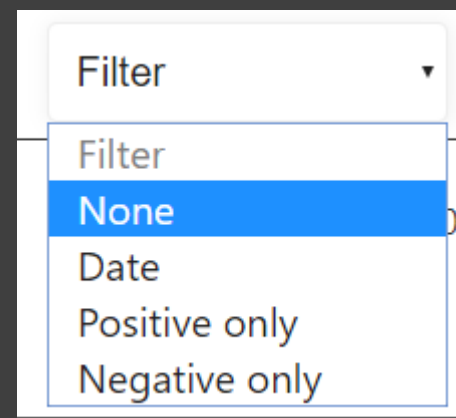 Filter
Filter
None
Date
Positive only
Negative only